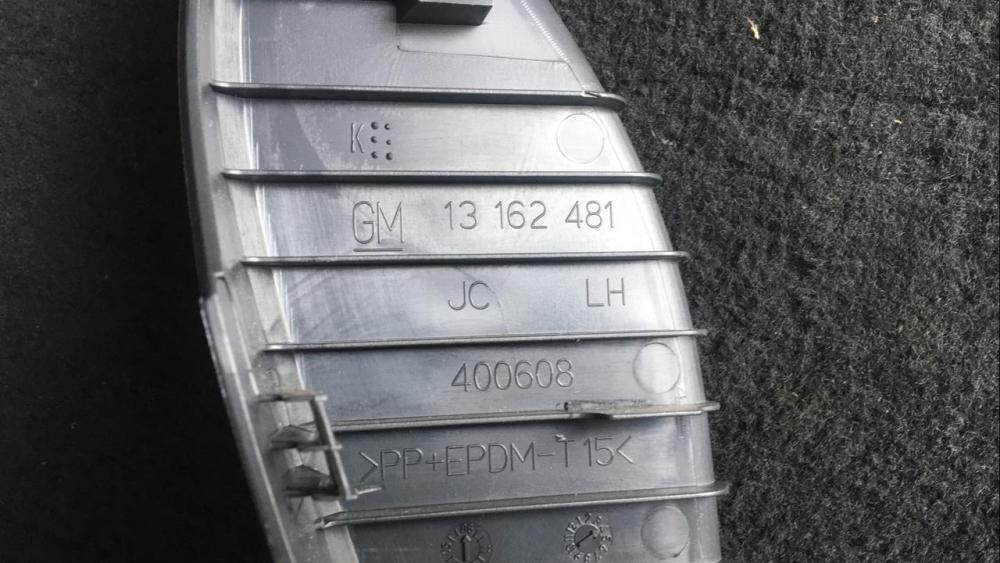 K
GM 13 162 481
JC LH
400608
>PP+EPDM-T15<